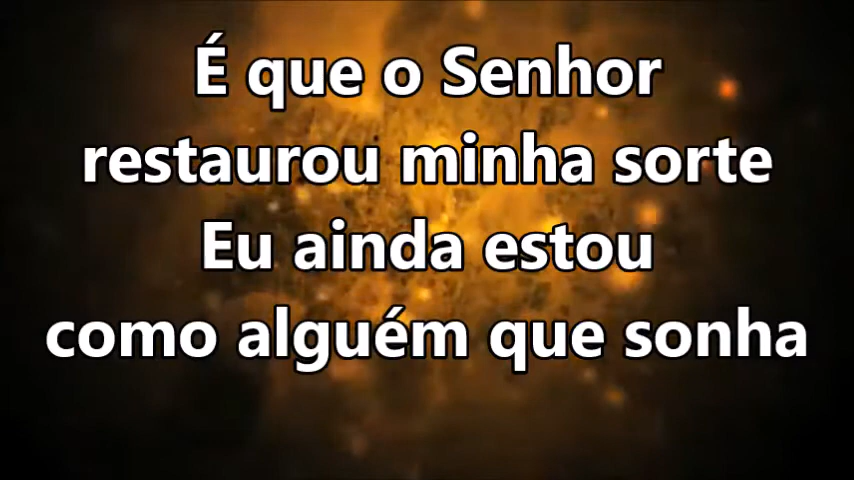 É que o Senhor
restaurou minha sorte
Eu ainda estou
como alguém que sonha